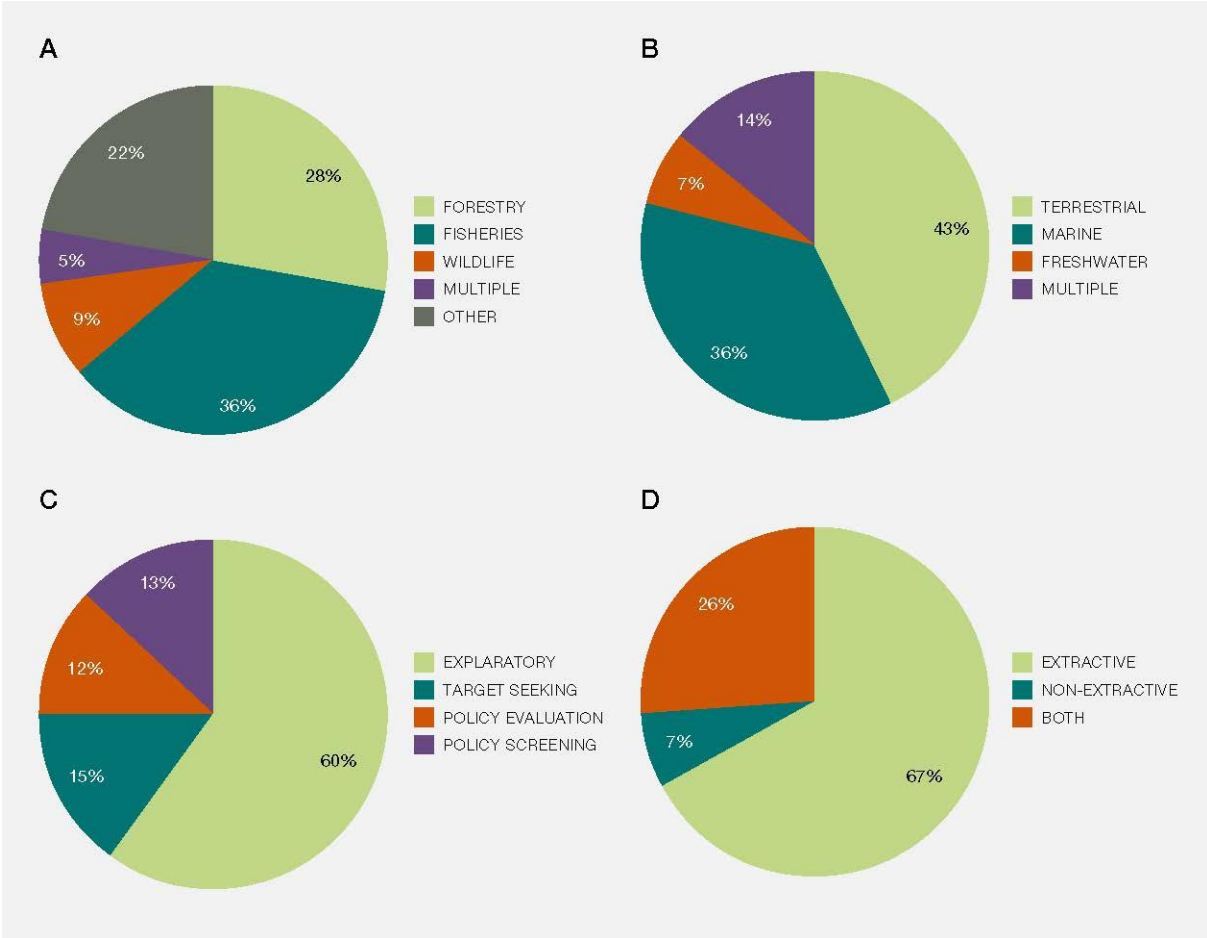 A
22%
28%
5%
9%
36%
FORESTRY
FISHERIES
WILDLIFE
MULTIPLE
OTHER
B
14%
7%
43%
36%
TERRESTRIAL
MARINE
FRESHWATER
MULTIPLE
C
13%
12%
15%
60%
EXPLARATORY
TARGET SEEKING
POLICY EVALUATION
POLICY SCREENING
D
26%
7%
67%
EXTRACTIVE
NON-EXTRACTIVE
BOTH